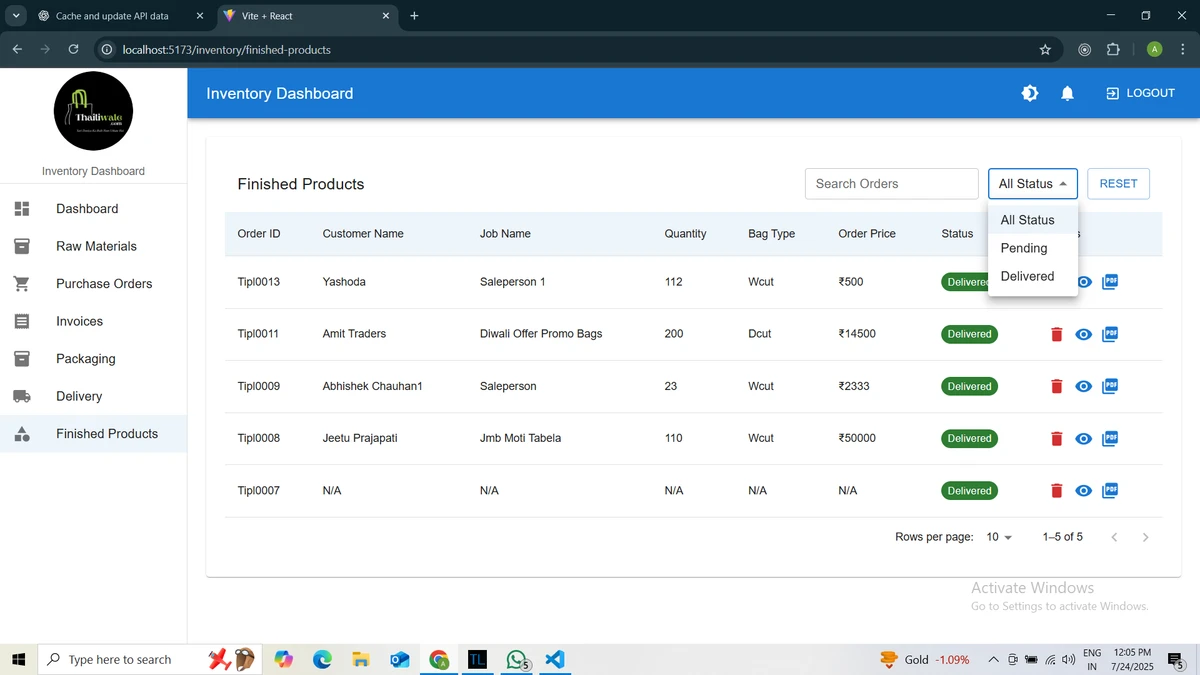 Cache and update API data
Vite + React
localhost:5173/inventory/finished-products
A
Thailiwale
.com
Inventory Dashboard
Dashboard
Raw Materials
Purchase Orders
Invoices
Packaging
Delivery
Finished Products
Inventory Dashboard
LOGOUT
Finished Products
Search Orders
All Status
RESET
All Status
Pending
Delivered
Order ID Customer Name Job Name Quantity Bag Type Order Price Status
Tipl0013 Yashoda Saleperson 1 112 Wcut ₹500 Delivered PDF
Tipl0011 Amit Traders Diwali Offer Promo Bags 200 Dcut ₹14500 Delivered PDF
Tipl0009 Abhishek Chauhan1 Saleperson 23 Wcut ₹2333 Delivered PDF
Tipl0008 Jeetu Prajapati Jmb Moti Tabela 110 Wcut ₹50000 Delivered PDF
Tipl0007 N/A N/A N/A N/A N/A Delivered PDF
Rows per page: 10 1–5 of 5
Activate Windows
Go to Settings to activate Windows.
Type here to search
TL
5
Gold -1.09%
ENG
IN
12:05 PM
7/24/2025
5